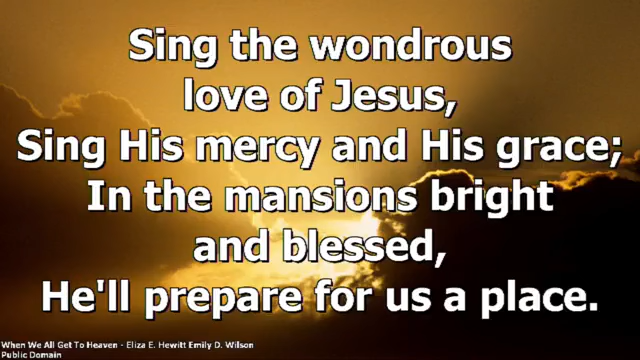 Sing the wondrous
love of Jesus,
Sing His mercy and His grace;
In the mansions bright
and blessed,
He'll prepare for us a place.
When We All Get To Heaven - Eliza E. Hewitt Emily D. Wilson
Public Domain